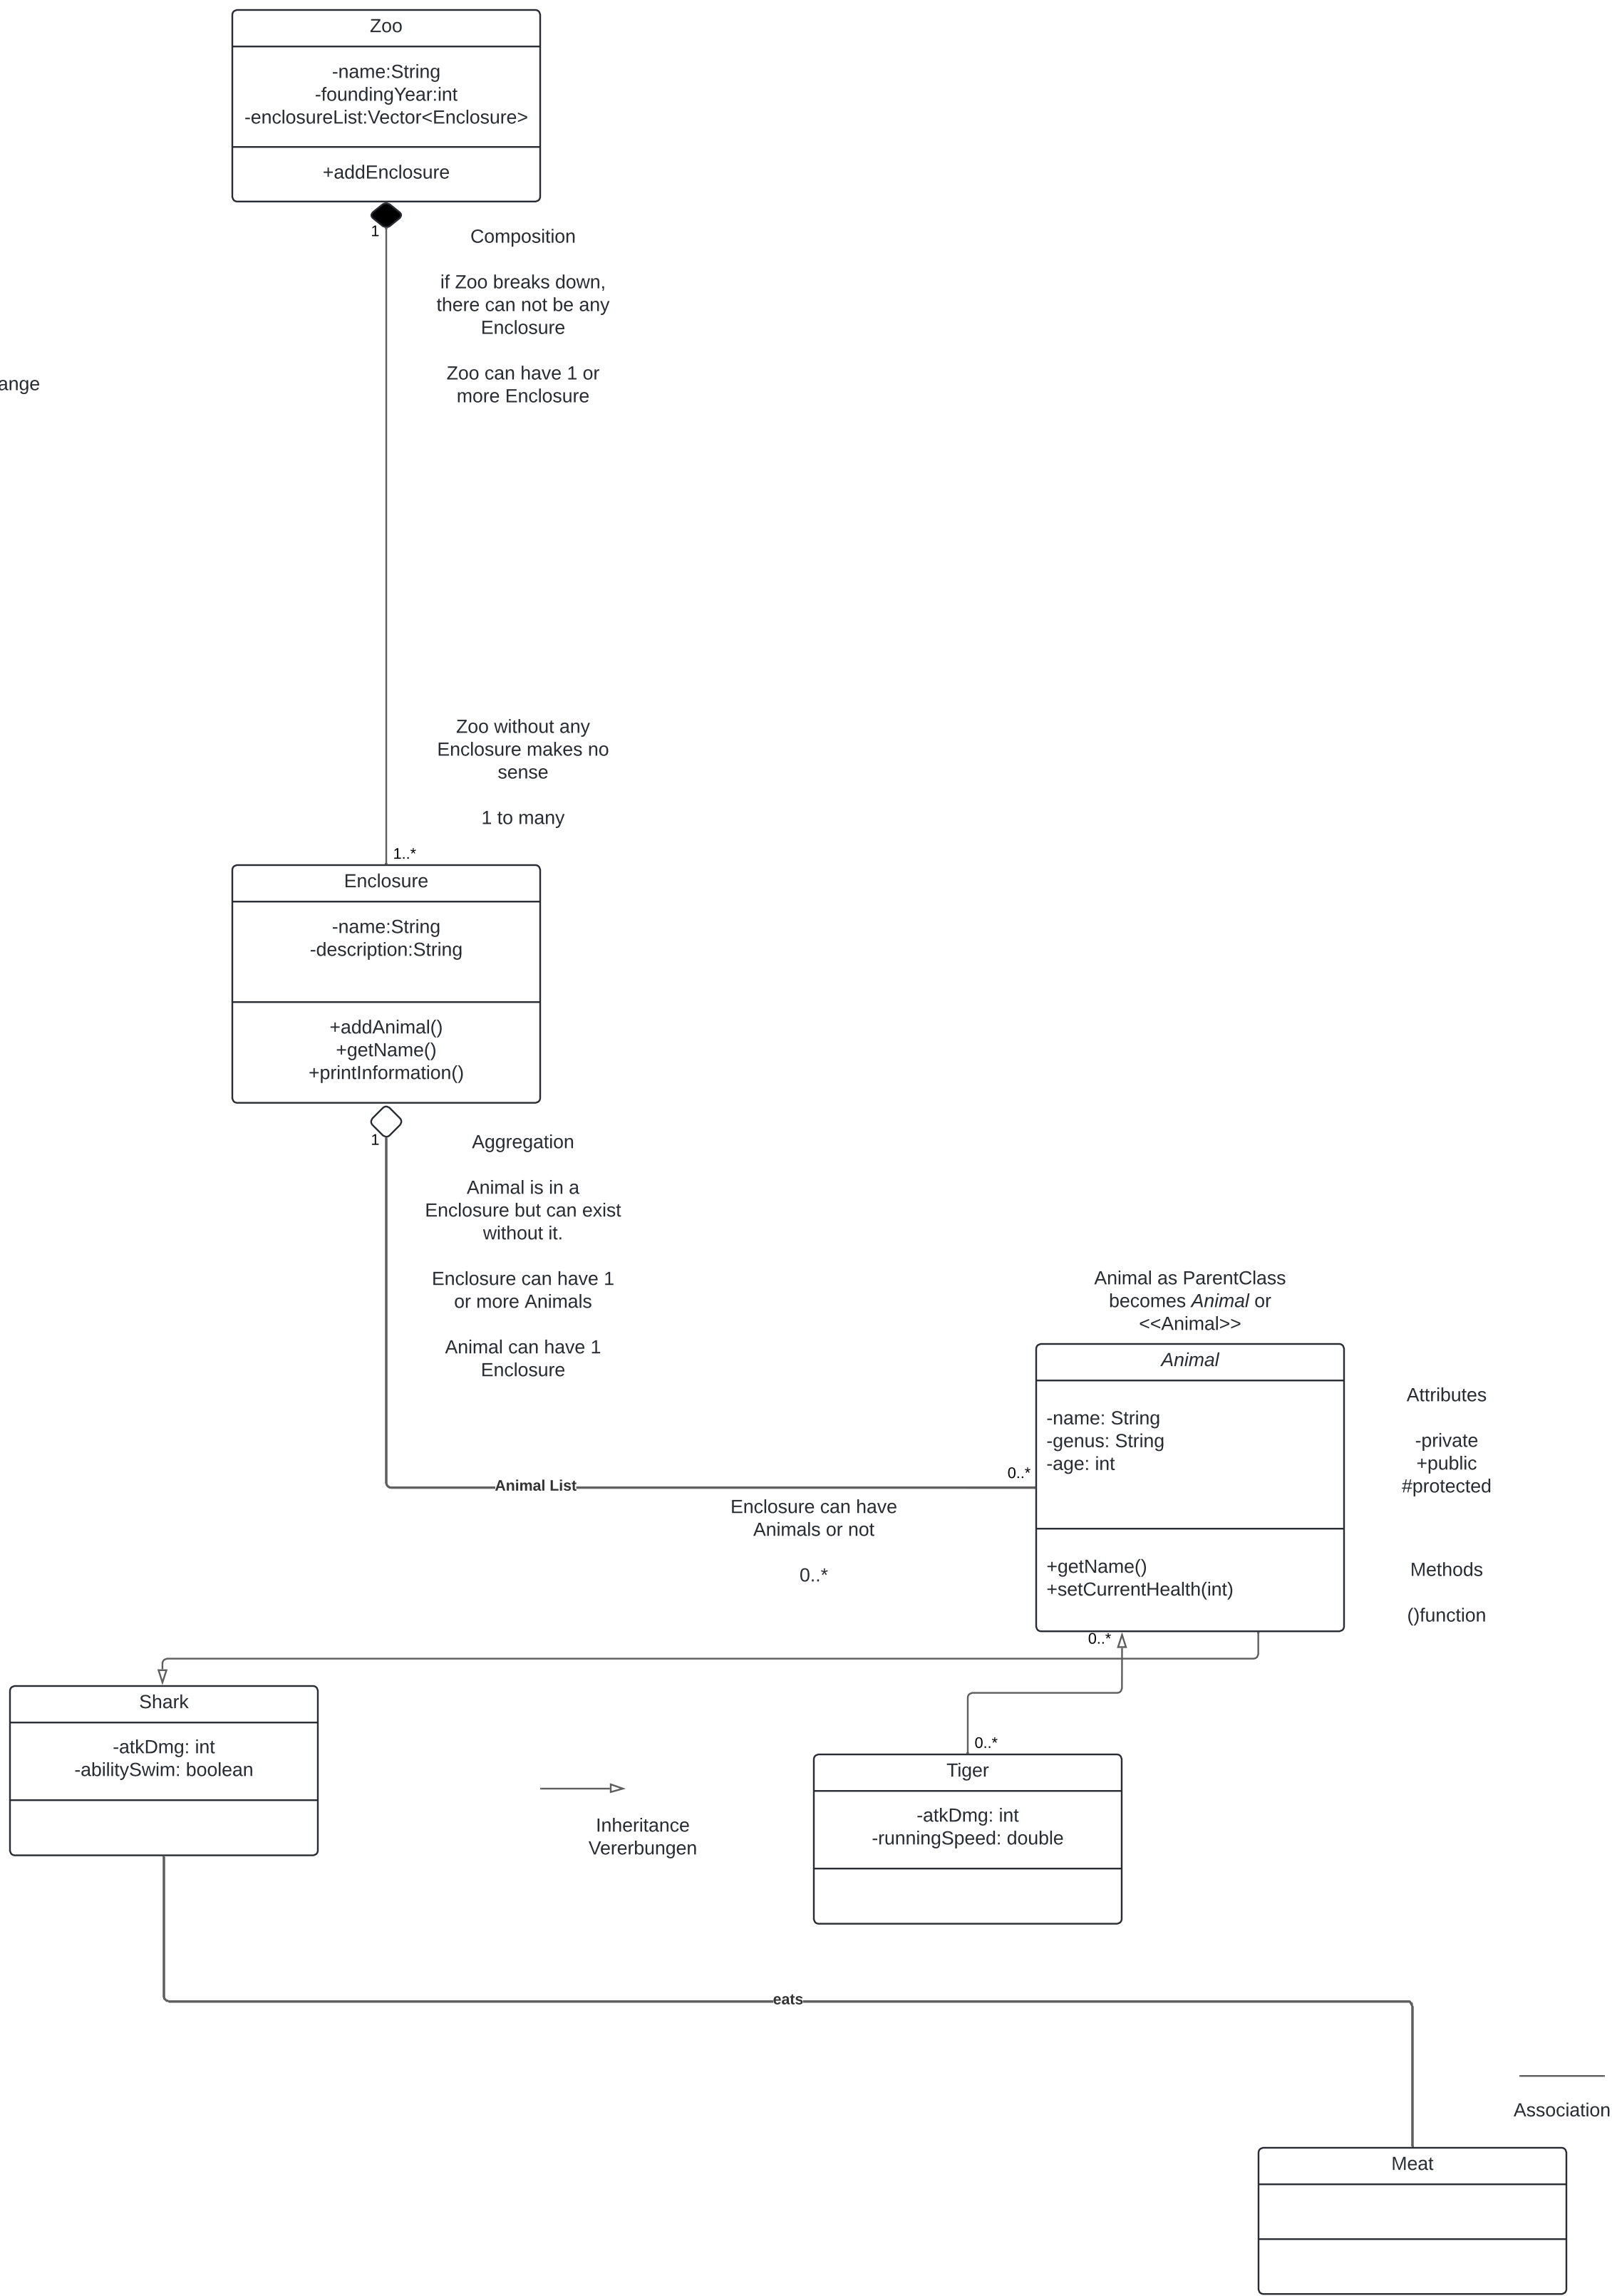 Zoo
-name:String
-foundingYear:int
-enclosureList:Vector<Enclosure>
+addEnclosure
1
Composition
if Zoo breaks down,
there can not be any
Enclosure
Zoo can have 1 or
more Enclosure
ange
Zoo without any
Enclosure makes no
sense
1 to many
1..*
Enclosure
-name:String
-description:String
+addAnimal()
+getName()
+printInformation()
1
Aggregation
Animal is in a
Enclosure but can exist
without it.
Enclosure can have 1
or more Animals
Animal can have 1
Enclosure
Animal as ParentClass
becomes Animal or
<<Animal>>
Animal
-name: String
-genus: String
-age: int
+getName()
+setCurrentHealth(int)
Attributes
-private
+public
#protected
Methods
()function
0..*
Animal List
Enclosure can have
Animals or not
0..*
0..*
Shark
-atkDmg: int
-abilitySwim: boolean
Inheritance
Vererbungen
0..*
Tiger
-atkDmg: int
-runningSpeed: double
eats
Association
Meat